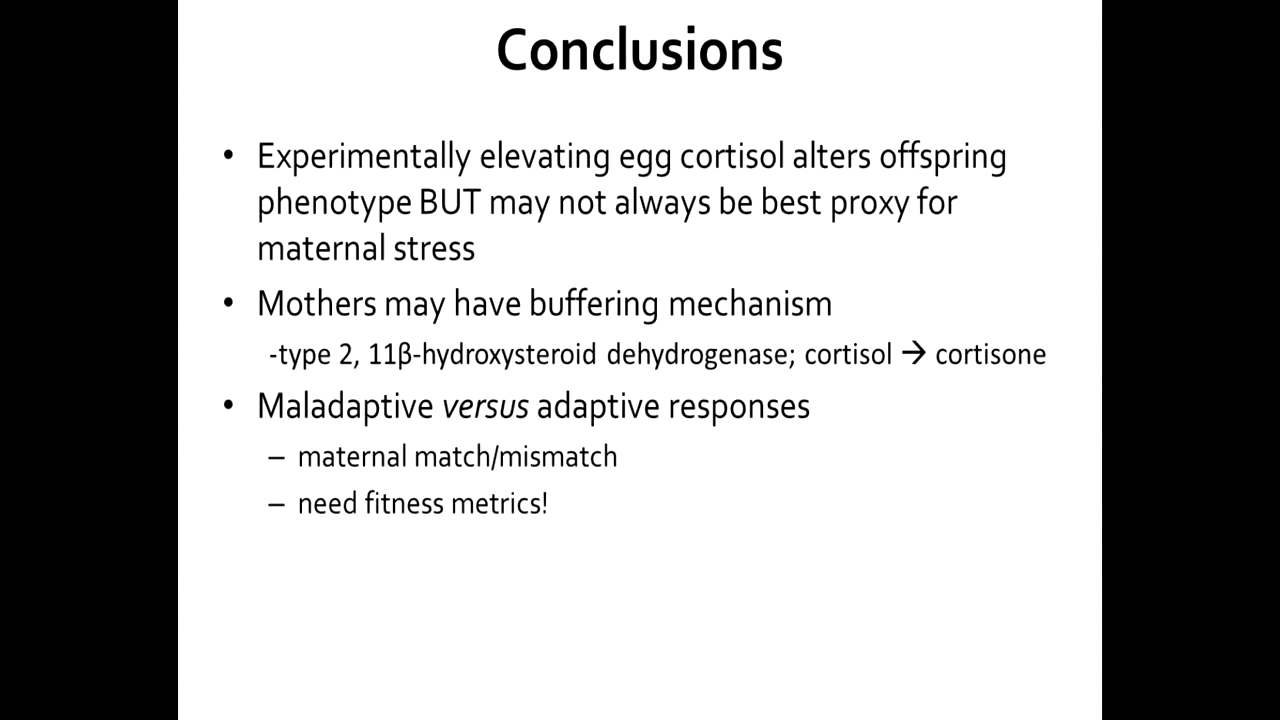 Conclusions
• Experimentally elevating egg cortisol alters offspring
phenotype BUT may not always be best proxy for
maternal stress
• Mothers may have buffering mechanism
-type 2, 11β-hydroxysteroid dehydrogenase; cortisol → cortisone
• Maladaptive versus adaptive responses
– maternal match/mismatch
– need fitness metrics!